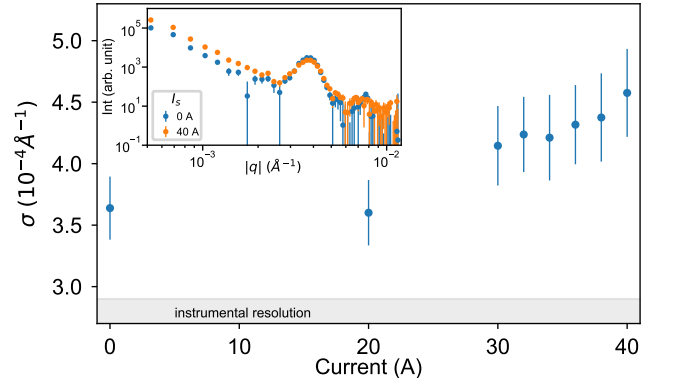 σ (10⁻⁴Å⁻¹)
5.0
4.5
4.0
3.5
3.0
Int (arb. unit)
10⁵
10³
10¹
10⁻¹
Iₛ
0 A
40 A
10⁻³
10⁻²
|q| (Å⁻¹)
instrumental resolution
0
10
20
30
40
Current (A)